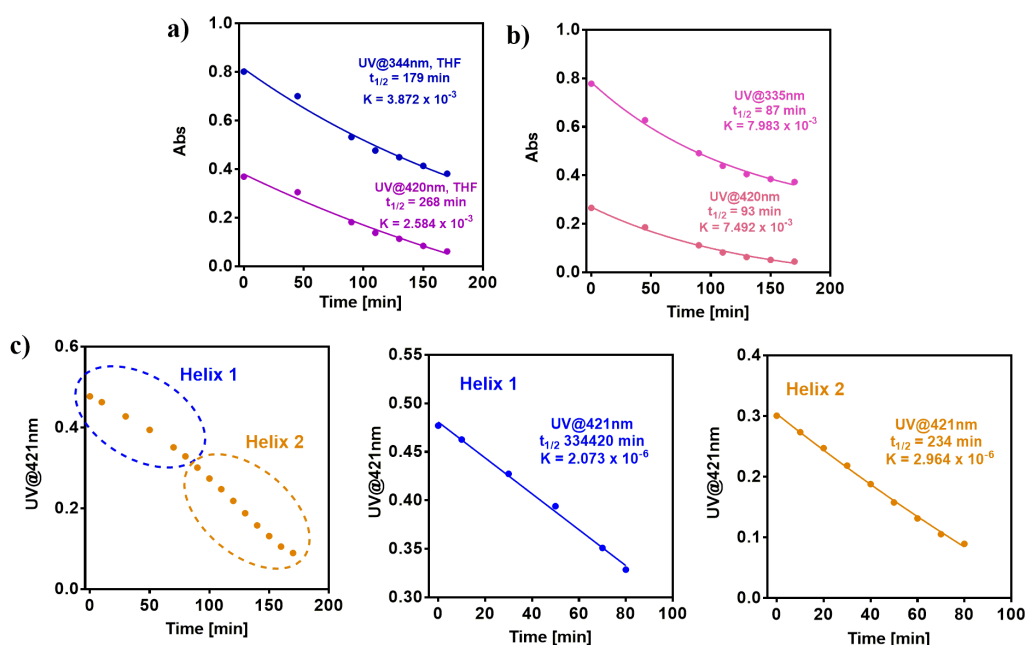 a)
Abs
1.0
0.8
0.6
0.4
0.2
0.0
UV@344nm, THF
t1/2 = 179 min
K = 3.872 x 10-3
UV@420nm, THF
t1/2 = 268 min
K = 2.584 x 10-3
0 50 100 150 200
Time [min]
b)
Abs
1.0
0.8
0.6
0.4
0.2
0.0
UV@335nm
t1/2 = 87 min
K = 7.983 x 10-3
UV@420nm
t1/2 = 93 min
K = 7.492 x 10-3
0 50 100 150 200
Time [min]
c)
UV@421nm
0.6
0.4
0.2
0.0
Helix 1
Helix 2
0 50 100 150 200
Time [min]
UV@421nm
0.55
0.50
0.45
0.40
0.35
0.30
Helix 1
UV@421nm
t1/2 334420 min
K = 2.073 x 10-6
0 20 40 60 80 100
Time [min]
UV@421nm
0.4
0.3
0.2
0.1
0.0
Helix 2
UV@421nm
t1/2 = 234 min
K = 2.964 x 10-6
0 20 40 60 80 100
Time [min]